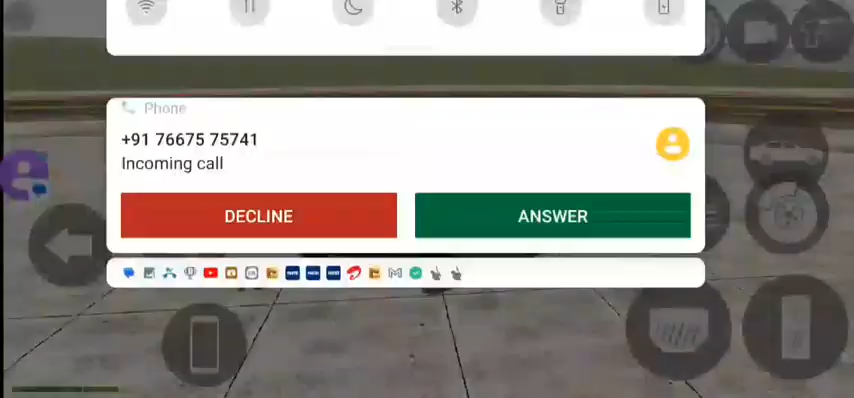 Phone
+91 76675 75741
Incoming call
DECLINE
ANSWER